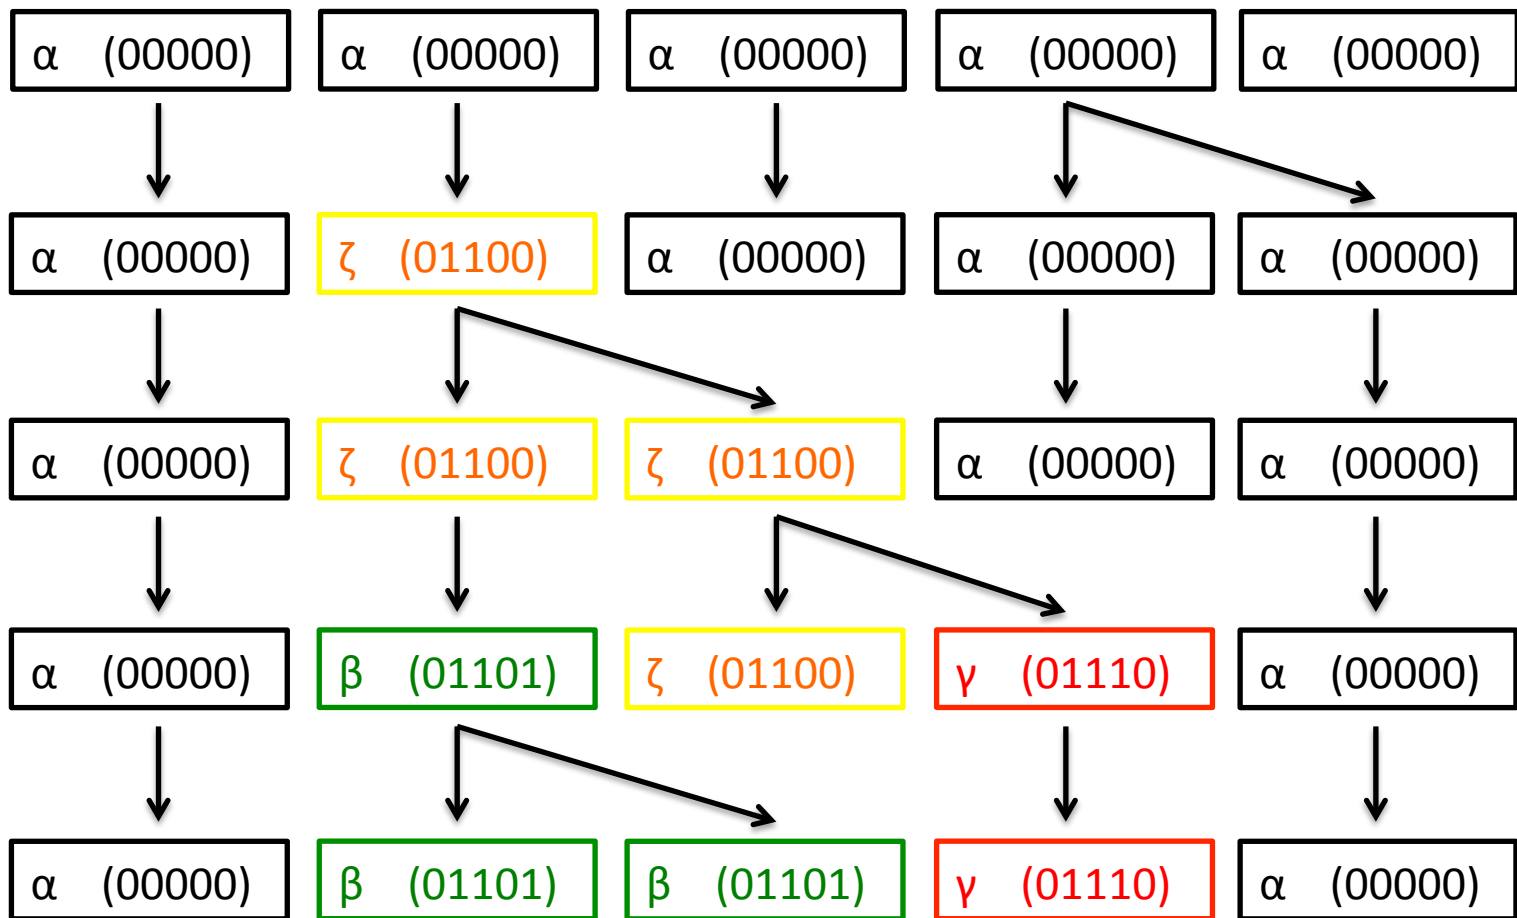 α (00000) α (00000) α (00000) α (00000) α (00000)
α (00000) ζ (01100) α (00000) α (00000) α (00000)
α (00000) ζ (01100) ζ (01100) α (00000) α (00000)
α (00000) β (01101) ζ (01100) γ (01110) α (00000)
α (00000) β (01101) β (01101) γ (01110) α (00000)